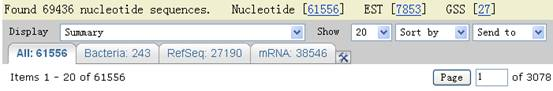 Found 69436 nucleotide sequences. Nucleotide [61556] EST [7853] GSS [27]
Display Summary Show 20 Sort by Send to
All: 61556 Bacteria: 243 RefSeq: 27190 mRNA: 38546
Items 1 - 20 of 61556 Page 1 of 3078